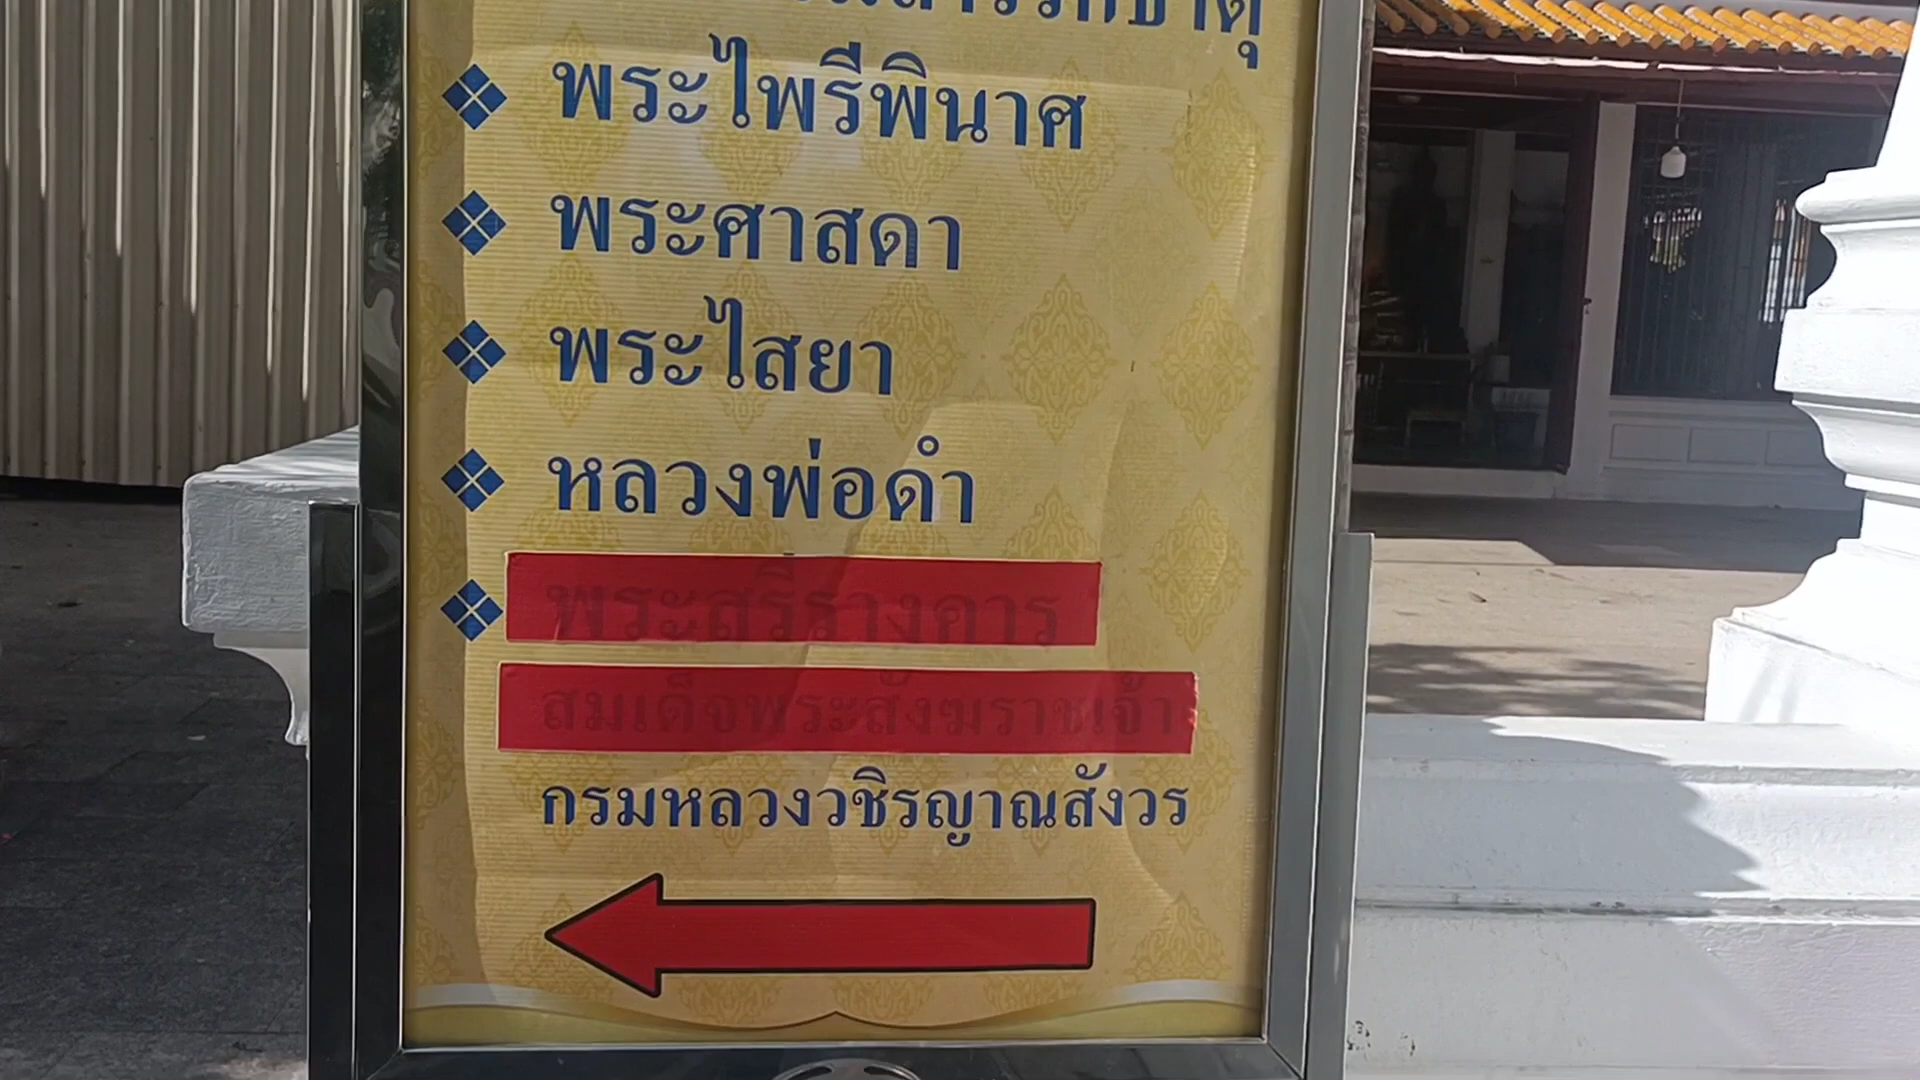 พระไพรีพินาศ
พระศาสดา
พระไสยา
หลวงพ่อดำ
พระสรีรางคาร
สมเด็จพระสังฆราชเจ้า
กรมหลวงวชิรญาณสังวร